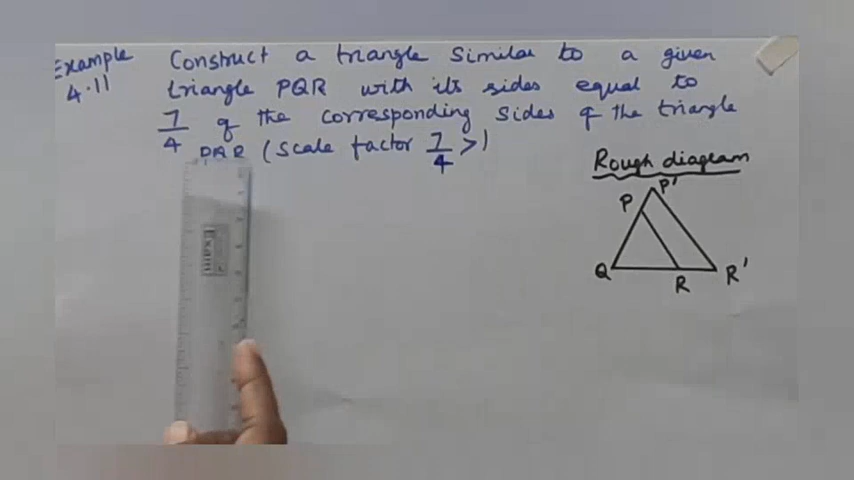 Example 4.11
Construct a triangle similar to a given
triangle PQR with its sides equal to
7/4 of the corresponding sides of the triangle
PQR (scale factor 7/4 > 1
Rough diagram
P P'
Q R R'
Exam